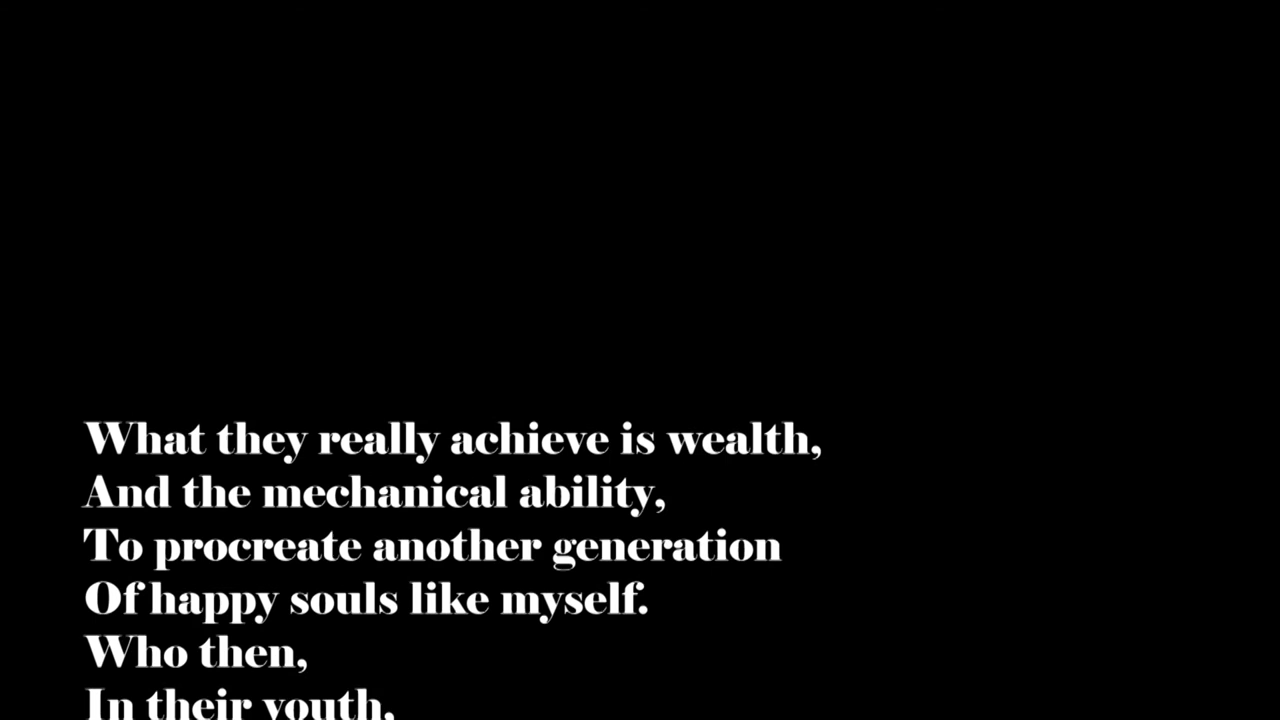 What they really achieve is wealth,
And the mechanical ability,
To procreate another generation
Of happy souls like myself.
Who then,
In their youth,